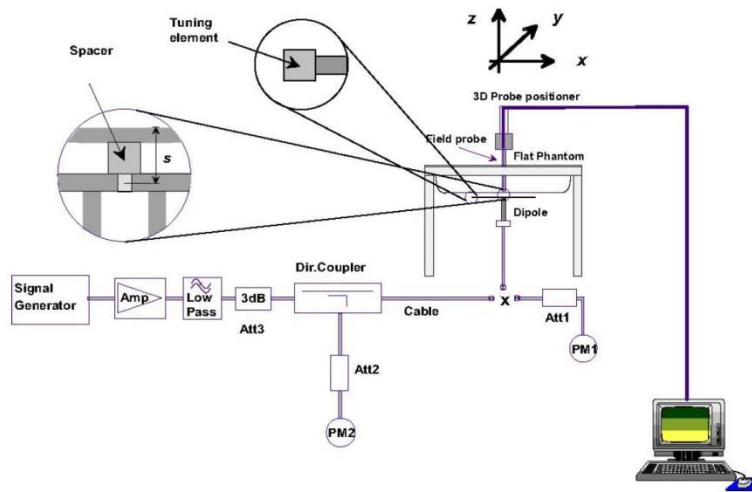 Tuning
element
Spacer
s
z
y
x
3D Probe positioner
Field probe
Flat Phantom
Dipole
Signal
Generator
Amp
Low
Pass
3dB
Att3
Dir.Coupler
Cable
x
Att1
PM1
Att2
PM2